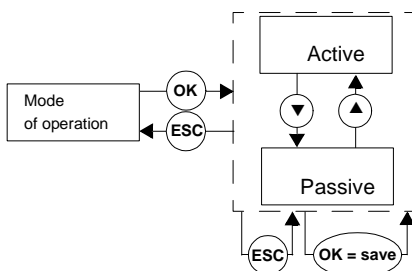 Active
OK
Mode
of operation
▼
▲
ESC
Passive
ESC
OK = save